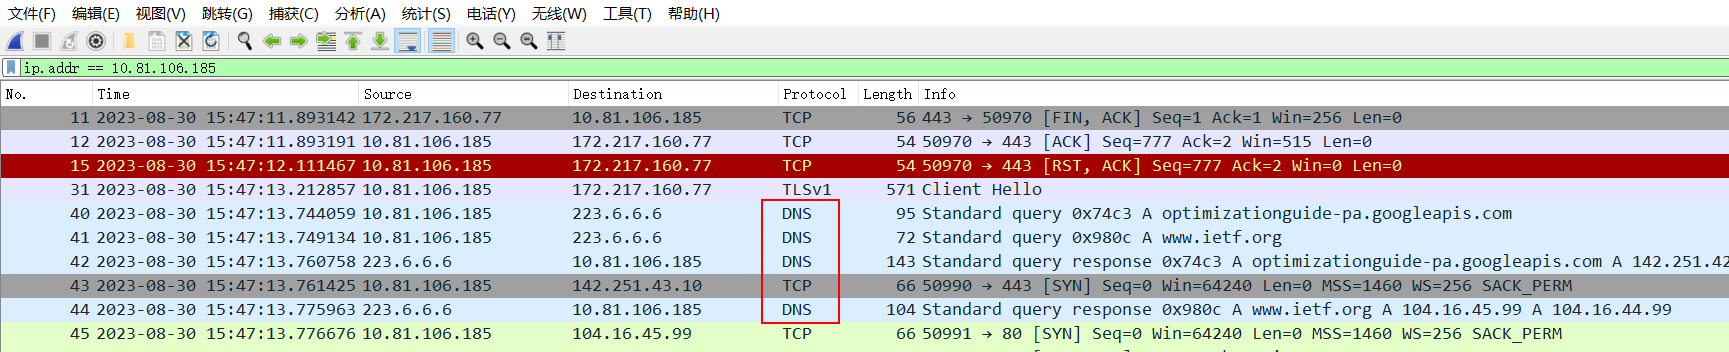 文件(F) 编辑(E) 视图(V) 跳转(G) 捕获(C) 分析(A) 统计(S) 电话(Y) 无线(W) 工具(T) 帮助(H)
ip.addr == 10.81.106.185
No. Time Source Destination Protocol Length Info
11 2023-08-30 15:47:11.893142 172.217.160.77 10.81.106.185 TCP 56 443 → 50970 [FIN, ACK] Seq=1 Ack=1 Win=256 Len=0
12 2023-08-30 15:47:11.893191 10.81.106.185 172.217.160.77 TCP 54 50970 → 443 [ACK] Seq=777 Ack=2 Win=515 Len=0
15 2023-08-30 15:47:12.111467 10.81.106.185 172.217.160.77 TCP 54 50970 → 443 [RST, ACK] Seq=777 Ack=2 Win=0 Len=0
31 2023-08-30 15:47:13.212857 10.81.106.185 172.217.160.77 TLSv1 571 Client Hello
40 2023-08-30 15:47:13.744059 10.81.106.185 223.6.6.6 DNS 95 Standard query 0x74c3 A optimizationguide-pa.googleapis.com
41 2023-08-30 15:47:13.749134 10.81.106.185 223.6.6.6 DNS 72 Standard query 0x980c A www.ietf.org
42 2023-08-30 15:47:13.760758 223.6.6.6 10.81.106.185 DNS 143 Standard query response 0x74c3 A optimizationguide-pa.googleapis.com A 142.251.42
43 2023-08-30 15:47:13.761425 10.81.106.185 142.251.43.10 TCP 66 50990 → 443 [SYN] Seq=0 Win=64240 Len=0 MSS=1460 WS=256 SACK_PERM
44 2023-08-30 15:47:13.775963 223.6.6.6 10.81.106.185 DNS 104 Standard query response 0x980c A www.ietf.org A 104.16.45.99 A 104.16.44.99
45 2023-08-30 15:47:13.776676 10.81.106.185 104.16.45.99 TCP 66 50991 → 80 [SYN] Seq=0 Win=64240 Len=0 MSS=1460 WS=256 SACK_PERM